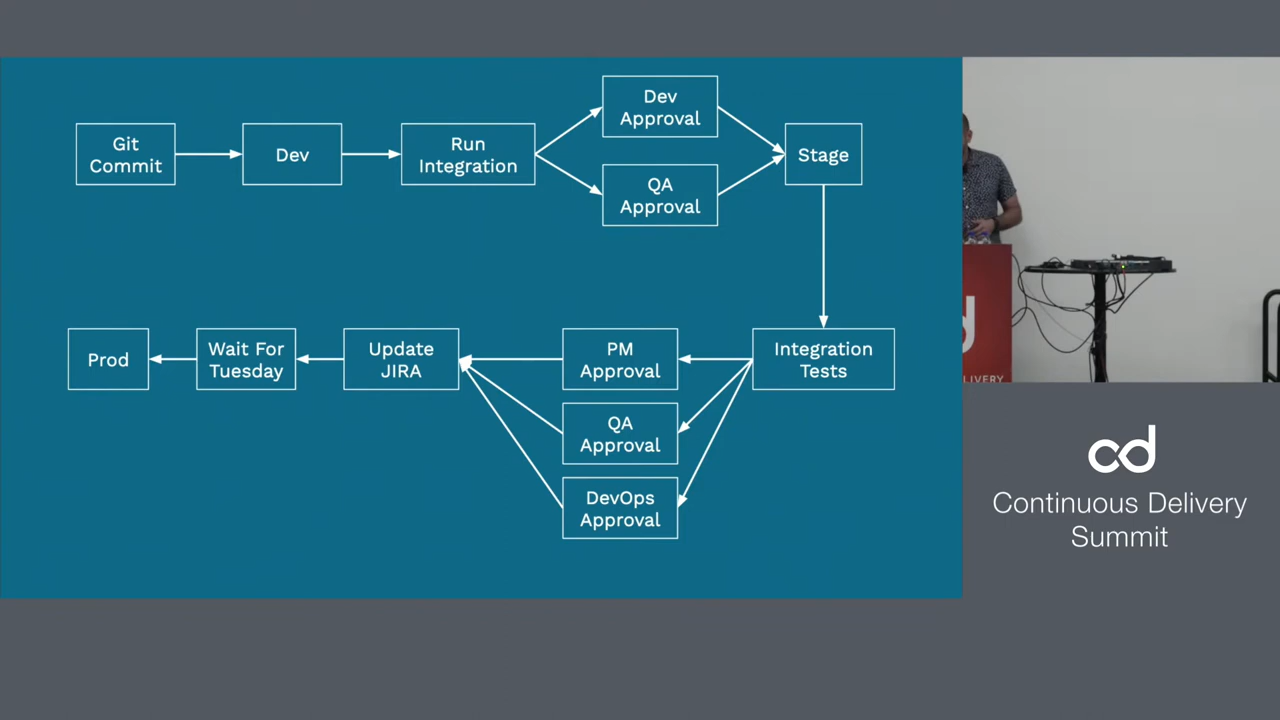 Git
Commit
Dev
Run
Integration
Dev
Approval
QA
Approval
Stage
Integration
Tests
PM
Approval
QA
Approval
DevOps
Approval
Update
JIRA
Wait For
Tuesday
Prod
d
DELIVERY
cd
Continuous Delivery
Summit